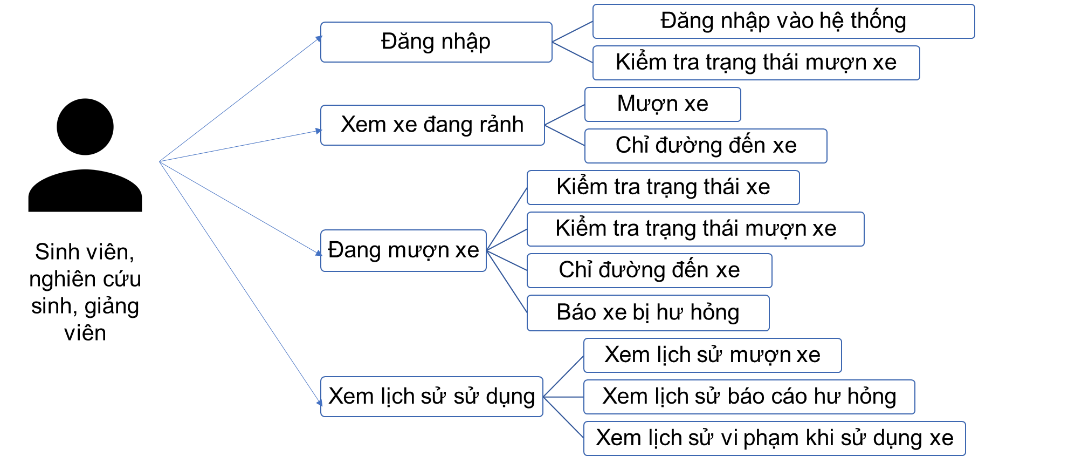 Sinh viên,
nghiên cứu
sinh, giảng
viên
Đăng nhập
Đăng nhập vào hệ thống
Kiểm tra trạng thái mượn xe
Xem xe đang rảnh
Mượn xe
Chỉ đường đến xe
Đang mượn xe
Kiểm tra trạng thái xe
Kiểm tra trạng thái mượn xe
Chỉ đường đến xe
Báo xe bị hư hỏng
Xem lịch sử sử dụng
Xem lịch sử mượn xe
Xem lịch sử báo cáo hư hỏng
Xem lịch sử vi phạm khi sử dụng xe